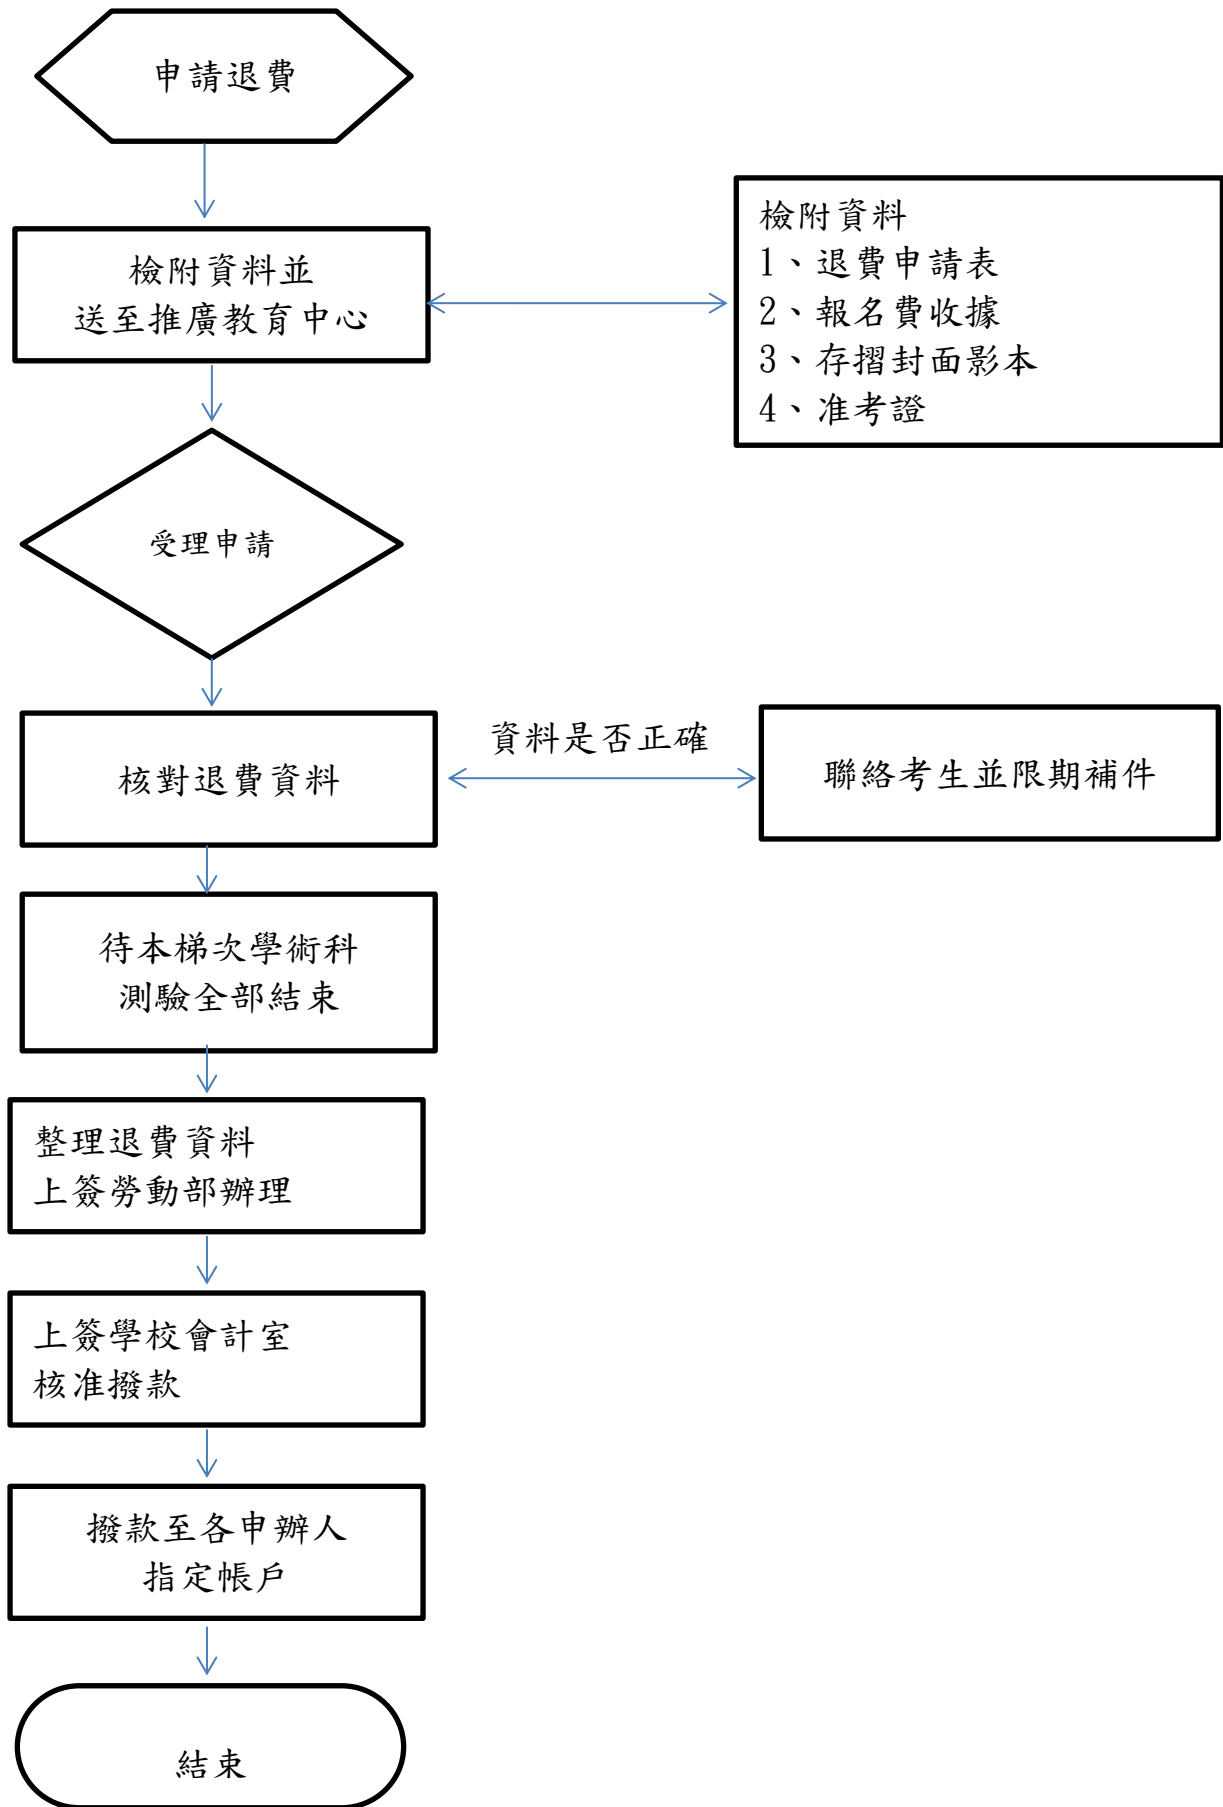 申請退費
檢附資料並
送至推廣教育中心
檢附資料
1、退費申請表
2、報名費收據
3、存摺封面影本
4、准考證
受理申請
核對退費資料
資料是否正確
聯絡考生並限期補件
待本梯次學術科
測驗全部結束
整理退費資料
上簽勞動部辦理
上簽學校會計室
核准撥款
撥款至各申辦人
指定帳戶
結束